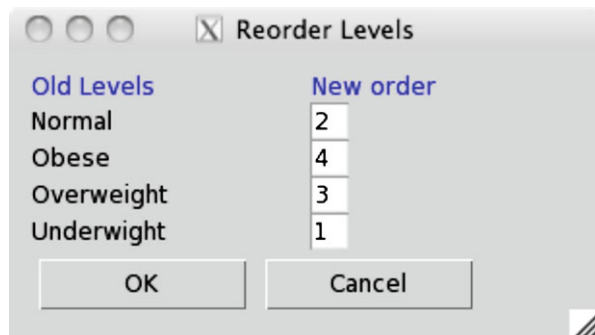 Reorder Levels
Old Levels New order
Normal 2
Obese 4
Overweight 3
Underwight 1
OK Cancel